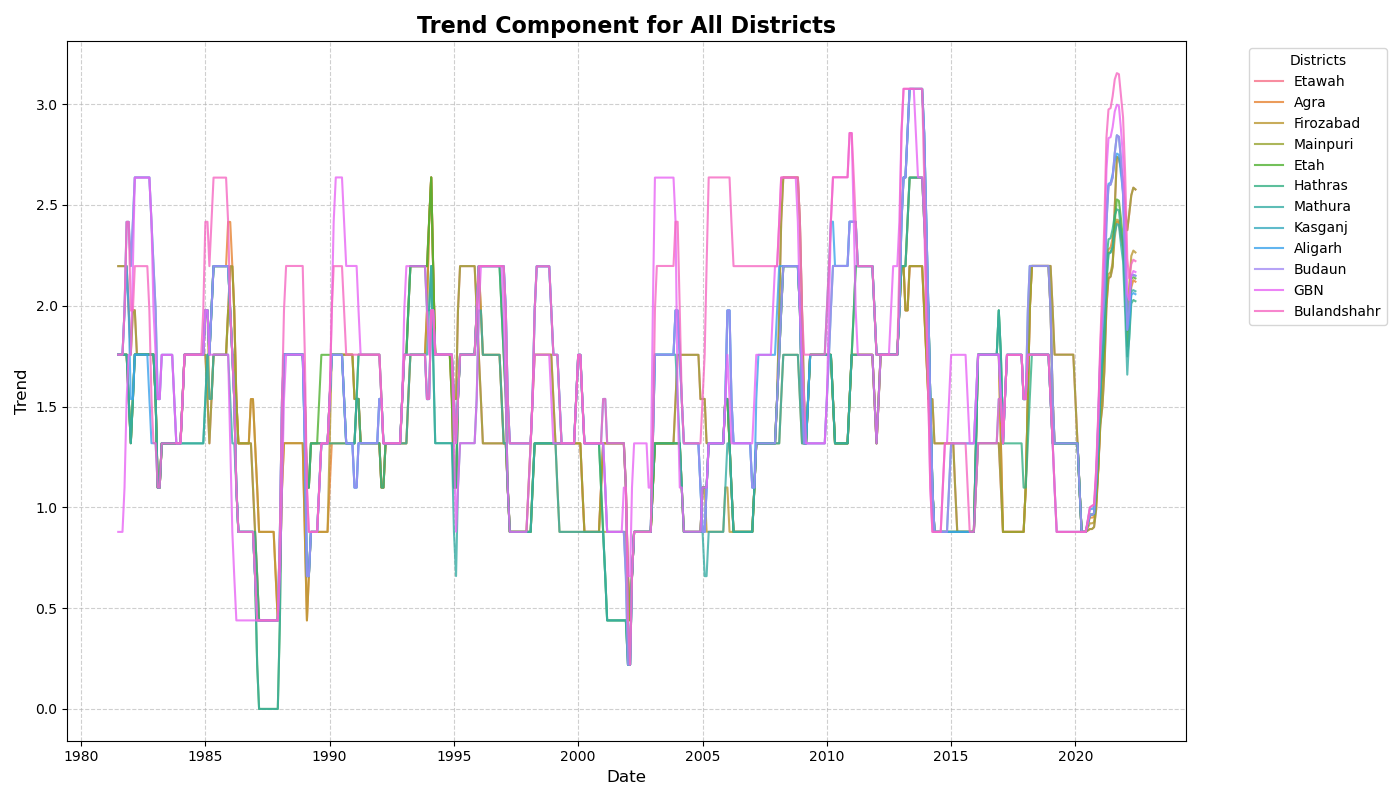 Trend Component for All Districts
Trend
3.0
2.5
2.0
1.5
1.0
0.5
0.0
1980 1985 1990 1995 2000 2005 2010 2015 2020
Date
Districts
Etawah
Agra
Firozabad
Mainpuri
Etah
Hathras
Mathura
Kasganj
Aligarh
Budaun
GBN
Bulandshahr